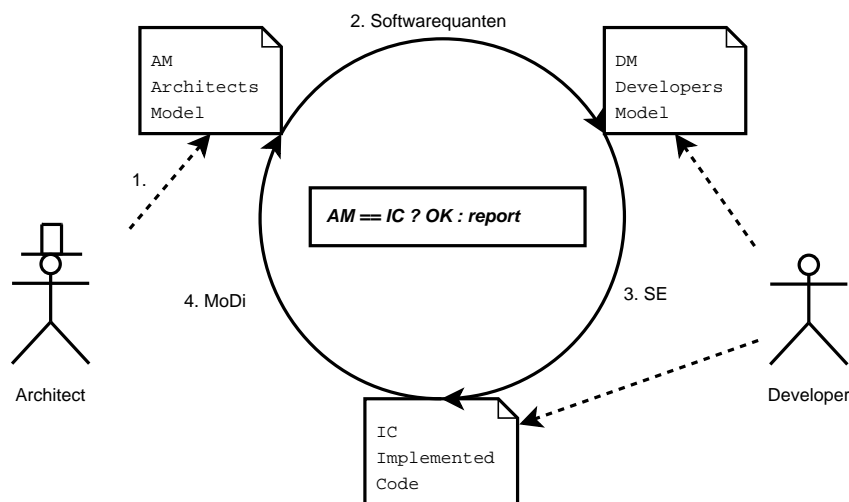 2. Softwarequanten
AM
Architects
Model
DM
Developers
Model
1.
AM == IC ? OK : report
4. MoDi
3. SE
Architect
Developer
IC
Implemented
Code